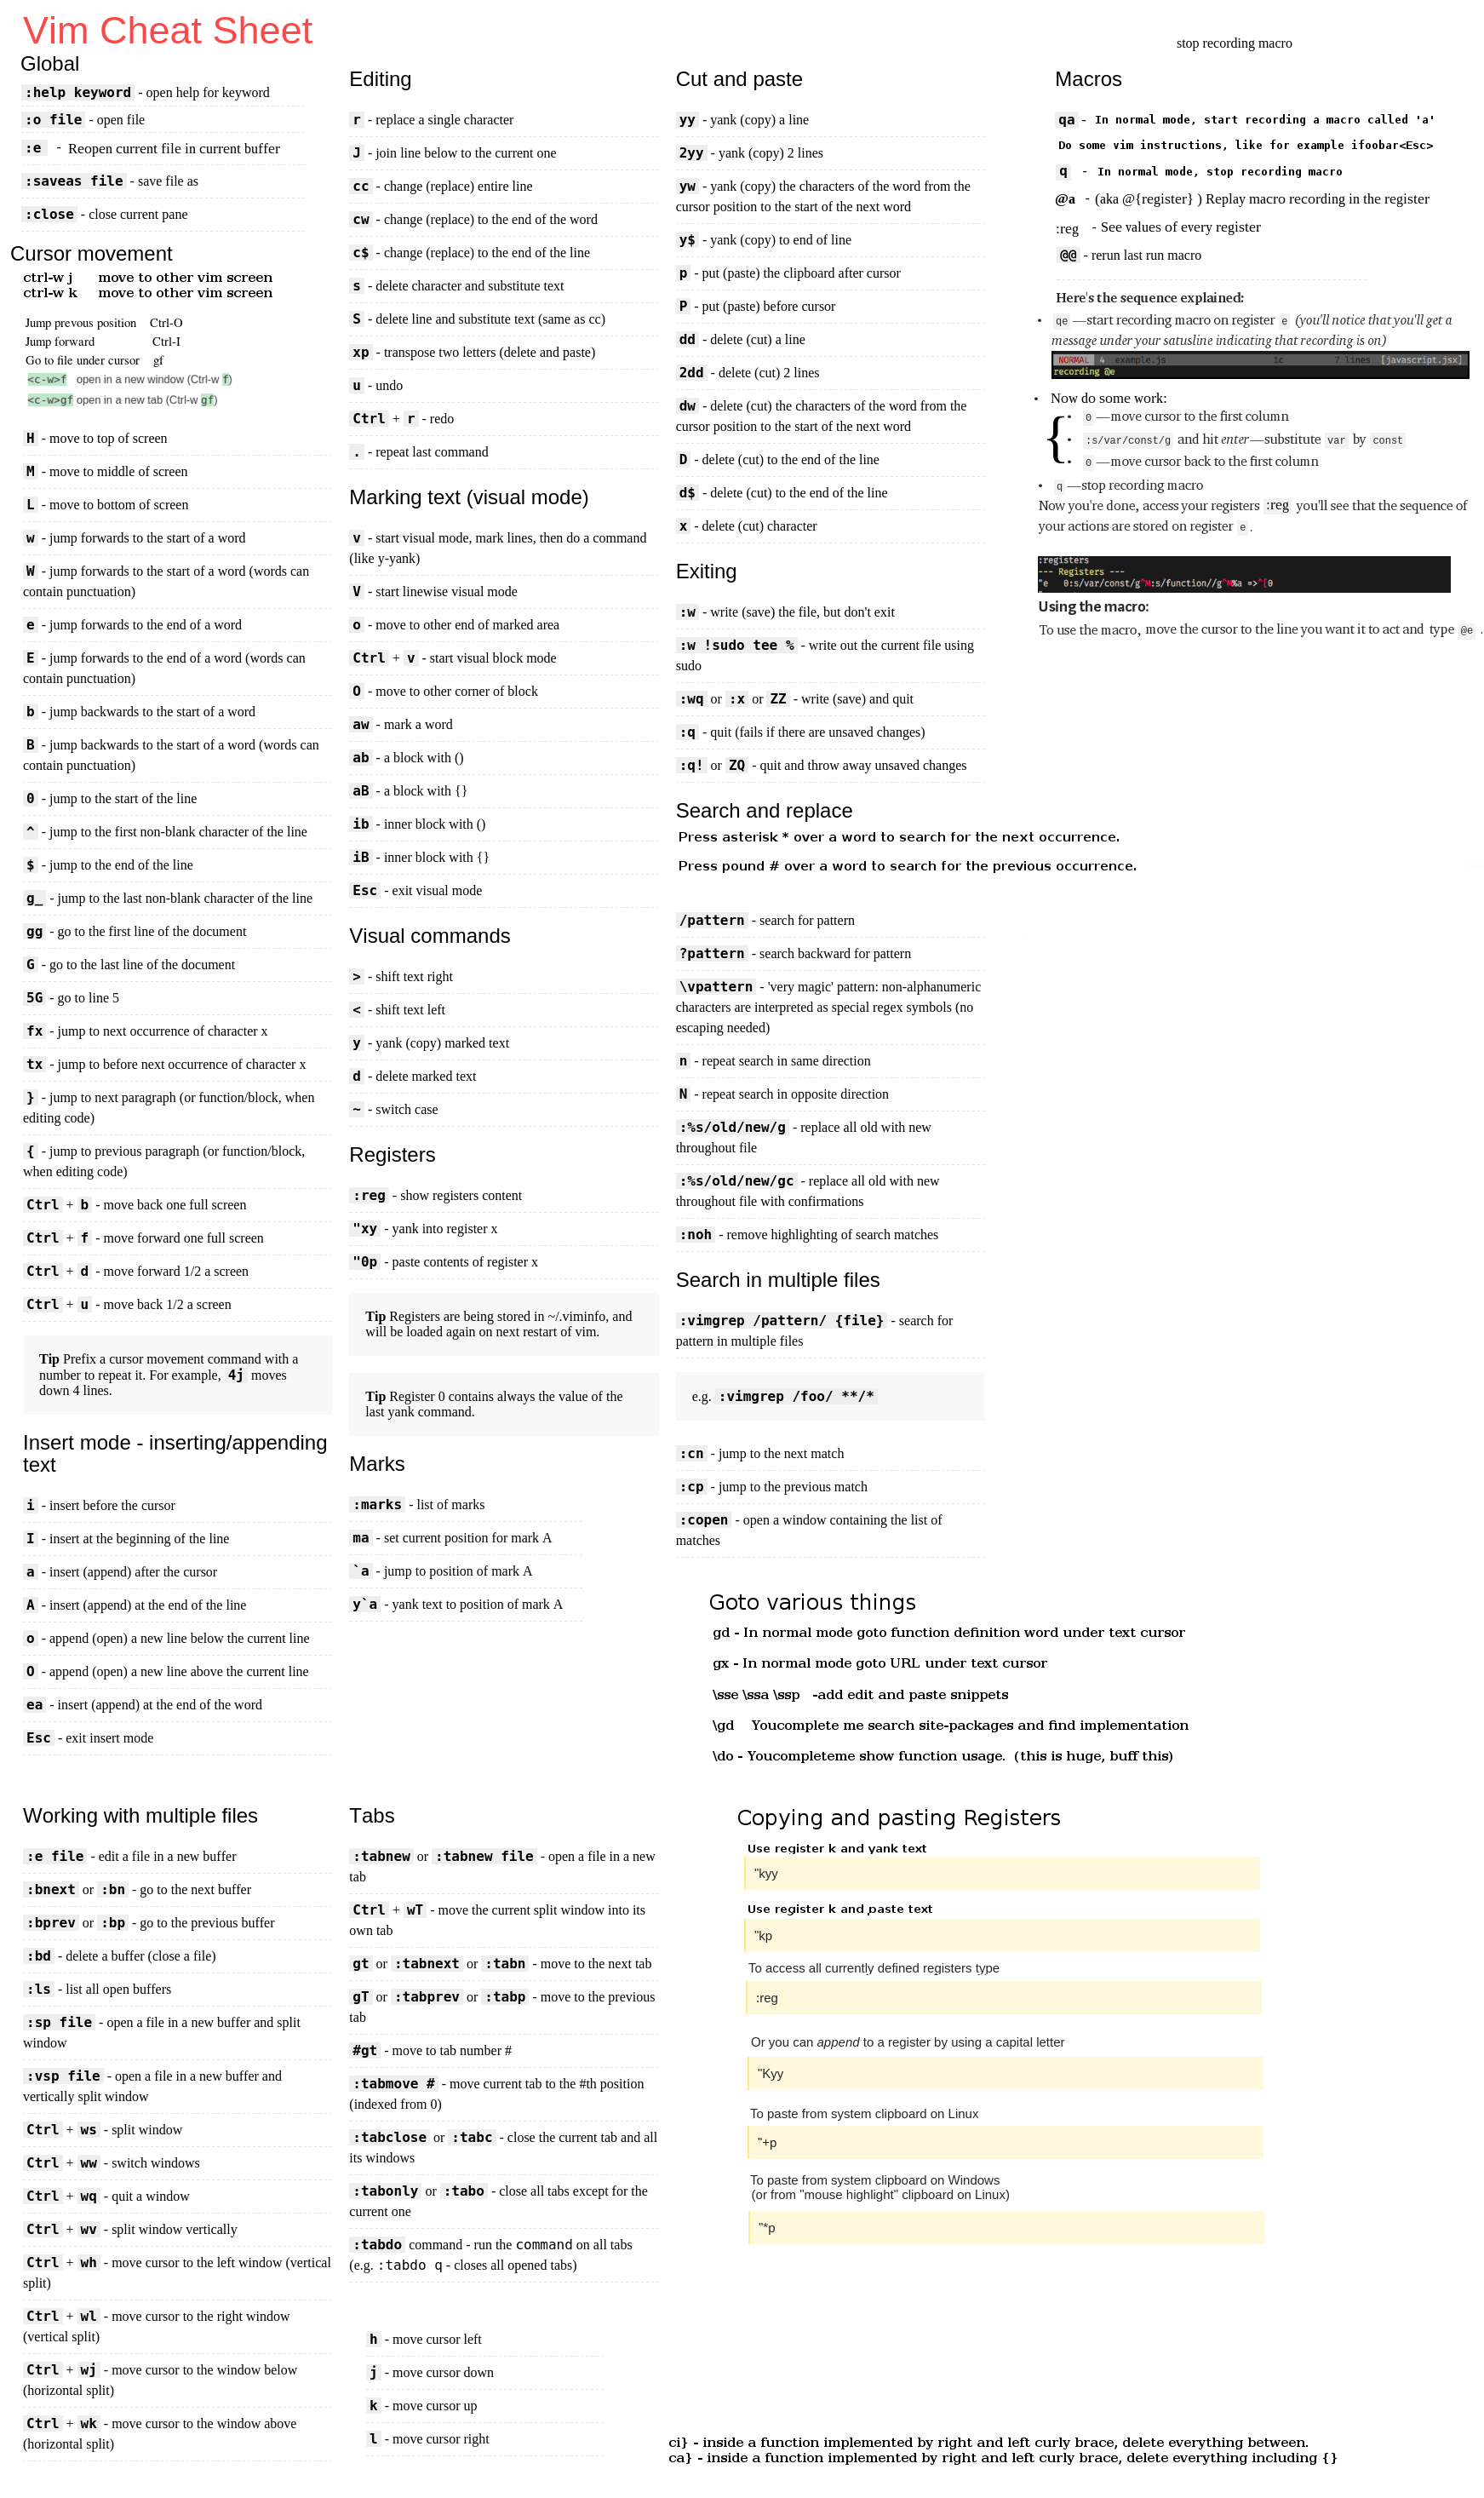 Vim Cheat Sheet
Global
:help keyword - open help for keyword
:o file - open file
:e - Reopen current file in current buffer
:saveas file - save file as
:close - close current pane
Cursor movement
ctrl-w j move to other vim screen
ctrl-w k move to other vim screen
Jump prevous position Ctrl-O
Jump forward Ctrl-I
Go to file under cursor gf
<c-w>f open in a new window (Ctrl-w f)
<c-w>gf open in a new tab (Ctrl-w gf)
H - move to top of screen
M - move to middle of screen
L - move to bottom of screen
w - jump forwards to the start of a word
W - jump forwards to the start of a word (words can
contain punctuation)
e - jump forwards to the end of a word
E - jump forwards to the end of a word (words can
contain punctuation)
b - jump backwards to the start of a word
B - jump backwards to the start of a word (words can
contain punctuation)
0 - jump to the start of the line
^ - jump to the first non-blank character of the line
$ - jump to the end of the line
g_ - jump to the last non-blank character of the line
gg - go to the first line of the document
G - go to the last line of the document
5G - go to line 5
fx - jump to next occurrence of character x
tx - jump to before next occurrence of character x
} - jump to next paragraph (or function/block, when
editing code)
{ - jump to previous paragraph (or function/block,
when editing code)
Ctrl + b - move back one full screen
Ctrl + f - move forward one full screen
Ctrl + d - move forward 1/2 a screen
Ctrl + u - move back 1/2 a screen
Tip Prefix a cursor movement command with a
number to repeat it. For example, 4j moves
down 4 lines.
Insert mode - inserting/appending
text
i - insert before the cursor
I - insert at the beginning of the line
a - insert (append) after the cursor
A - insert (append) at the end of the line
o - append (open) a new line below the current line
O - append (open) a new line above the current line
ea - insert (append) at the end of the word
Esc - exit insert mode
Editing
r - replace a single character
J - join line below to the current one
cc - change (replace) entire line
cw - change (replace) to the end of the word
c$ - change (replace) to the end of the line
s - delete character and substitute text
S - delete line and substitute text (same as cc)
xp - transpose two letters (delete and paste)
u - undo
Ctrl + r - redo
. - repeat last command
Marking text (visual mode)
v - start visual mode, mark lines, then do a command
(like y-yank)
V - start linewise visual mode
o - move to other end of marked area
Ctrl + v - start visual block mode
O - move to other corner of block
aw - mark a word
ab - a block with ()
aB - a block with {}
ib - inner block with ()
iB - inner block with {}
Esc - exit visual mode
Visual commands
> - shift text right
< - shift text left
y - yank (copy) marked text
d - delete marked text
~ - switch case
Registers
:reg - show registers content
"xy - yank into register x
"0p - paste contents of register x
Tip Registers are being stored in ~/.viminfo, and
will be loaded again on next restart of vim.
Tip Register 0 contains always the value of the
last yank command.
Marks
:marks - list of marks
ma - set current position for mark A
`a - jump to position of mark A
y`a - yank text to position of mark A
Cut and paste
yy - yank (copy) a line
2yy - yank (copy) 2 lines
yw - yank (copy) the characters of the word from the
cursor position to the start of the next word
y$ - yank (copy) to end of line
p - put (paste) the clipboard after cursor
P - put (paste) before cursor
dd - delete (cut) a line
2dd - delete (cut) 2 lines
dw - delete (cut) the characters of the word from the
cursor position to the start of the next word
D - delete (cut) to the end of the line
d$ - delete (cut) to the end of the line
x - delete (cut) character
Exiting
:w - write (save) the file, but don't exit
:w !sudo tee % - write out the current file using
sudo
:wq or :x or ZZ - write (save) and quit
:q - quit (fails if there are unsaved changes)
:q! or ZQ - quit and throw away unsaved changes
Search and replace
Press asterisk * over a word to search for the next occurrence.
Press pound # over a word to search for the previous occurrence.
/pattern - search for pattern
?pattern - search backward for pattern
\vpattern - 'very magic' pattern: non-alphanumeric
characters are interpreted as special regex symbols (no
escaping needed)
n - repeat search in same direction
N - repeat search in opposite direction
:%s/old/new/g - replace all old with new
throughout file
:%s/old/new/gc - replace all old with new
throughout file with confirmations
:noh - remove highlighting of search matches
Search in multiple files
:vimgrep /pattern/ {file} - search for
pattern in multiple files
e.g. :vimgrep /foo/ **/*
:cn - jump to the next match
:cp - jump to the previous match
:copen - open a window containing the list of
matches
stop recording macro
Macros
qa - In normal mode, start recording a macro called 'a'
Do some vim instructions, like for example ifoobar<Esc>
q - In normal mode, stop recording macro
@a - (aka @{register} ) Replay macro recording in the register
:reg - See values of every register
@@ - rerun last run macro
Here's the sequence explained:
• qe —start recording macro on register e (you'll notice that you'll get a
message under your satusline indicating that recording is on)
NORMAL 4 example.js 1c 7 lines [javascript.jsx]
recording @e
• Now do some work:
{• 0 —move cursor to the first column
• :s/var/const/g and hit enter—substitute var by const
• 0 —move cursor back to the first column
• q —stop recording macro
Now you're done, access your registers :reg you'll see that the sequence of
your actions are stored on register e .
:registers
--- Registers ---
"e 0:s/var/const/g^M:s/function//g^M%a =>^[0
Using the macro:
To use the macro, move the cursor to the line you want it to act and type @e .
Goto various things
gd - In normal mode goto function definition word under text cursor
gx - In normal mode goto URL under text cursor
\sse \ssa \ssp -add edit and paste snippets
\gd Youcomplete me search site-packages and find implementation
\do - Youcompleteme show function usage. (this is huge, buff this)
Working with multiple files
:e file - edit a file in a new buffer
:bnext or :bn - go to the next buffer
:bprev or :bp - go to the previous buffer
:bd - delete a buffer (close a file)
:ls - list all open buffers
:sp file - open a file in a new buffer and split
window
:vsp file - open a file in a new buffer and
vertically split window
Ctrl + ws - split window
Ctrl + ww - switch windows
Ctrl + wq - quit a window
Ctrl + wv - split window vertically
Ctrl + wh - move cursor to the left window (vertical
split)
Ctrl + wl - move cursor to the right window
(vertical split)
Ctrl + wj - move cursor to the window below
(horizontal split)
Ctrl + wk - move cursor to the window above
(horizontal split)
Tabs
:tabnew or :tabnew file - open a file in a new
tab
Ctrl + wT - move the current split window into its
own tab
gt or :tabnext or :tabn - move to the next tab
gT or :tabprev or :tabp - move to the previous
tab
#gt - move to tab number #
:tabmove # - move current tab to the #th position
(indexed from 0)
:tabclose or :tabc - close the current tab and all
its windows
:tabonly or :tabo - close all tabs except for the
current one
:tabdo command - run the command on all tabs
(e.g. :tabdo q - closes all opened tabs)
h - move cursor left
j - move cursor down
k - move cursor up
l - move cursor right
Copying and pasting Registers
Use register k and yank text
"kyy
Use register k and paste text
"kp
To access all currently defined registers type
:reg
Or you can append to a register by using a capital letter
"Kyy
To paste from system clipboard on Linux
"+p
To paste from system clipboard on Windows
(or from "mouse highlight" clipboard on Linux)
"*p
ci} - inside a function implemented by right and left curly brace, delete everything between.
ca} - inside a function implemented by right and left curly brace, delete everything including {}